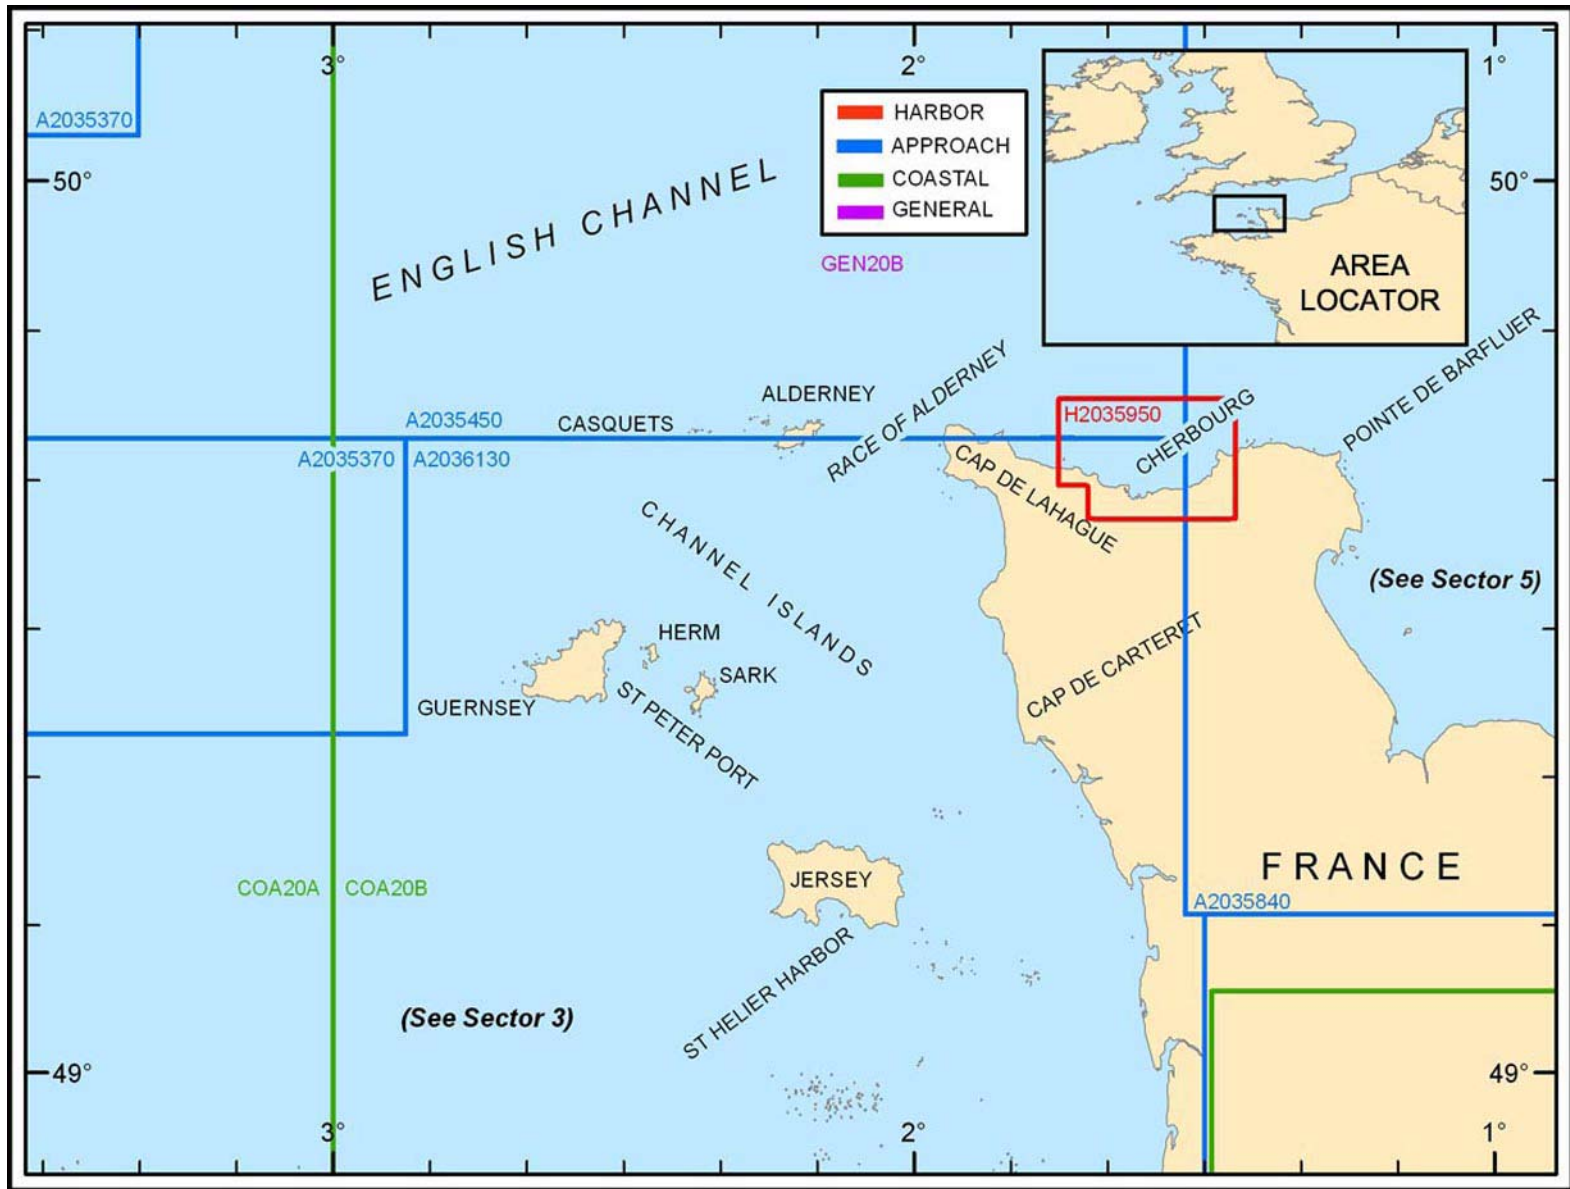 3°
2°
1°
A2035370
HARBOR
APPROACH
COASTAL
GENERAL
50°
50°
ENGLISH CHANNEL
GEN20B
AREA
LOCATOR
ALDERNEY
RACE OF ALDERNEY
POINTE DE BARFLUER
A2035450
CASQUETS
H2035950
CHERBOURG
A2035370
A2036130
CAP DE LAHAGUE
CHANNEL ISLANDS
(See Sector 5)
HERM
SARK
CAP DE CARTERET
GUERNSEY
ST PETER PORT
FRANCE
JERSEY
COA20A
COA20B
A2035840
ST HELIER HARBOR
(See Sector 3)
49°
49°
3°
2°
1°